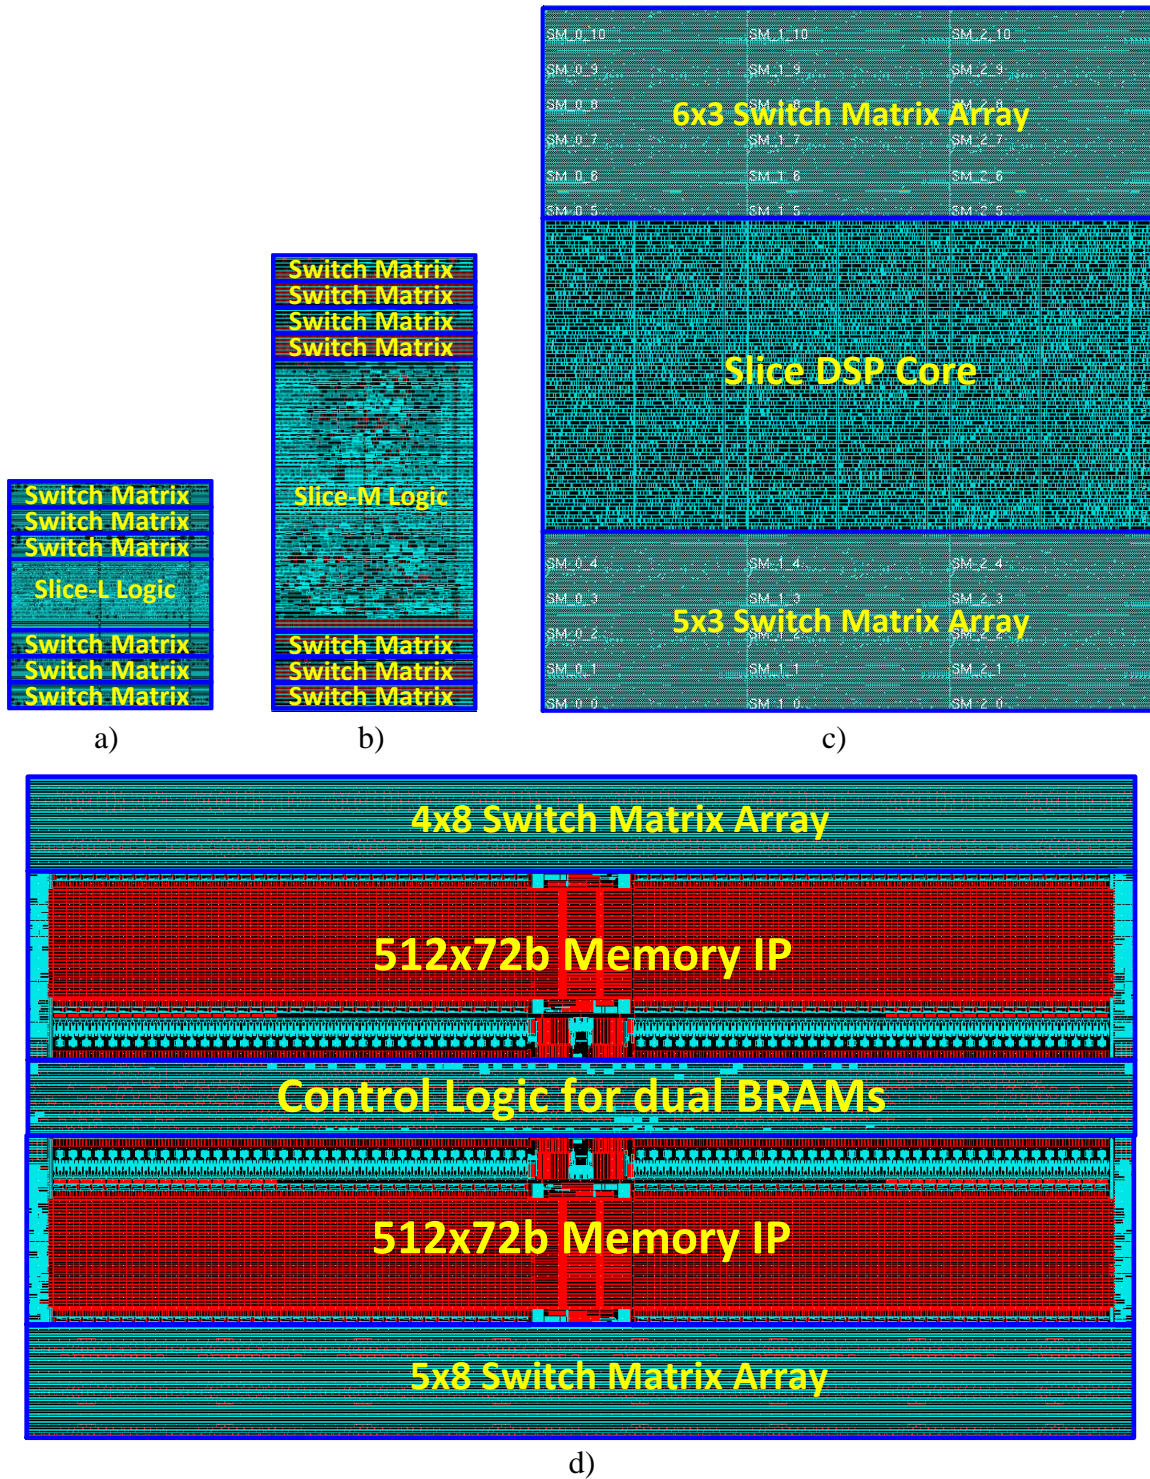 SM_0_10 SM_1_10 SM_2_10
SM_0_9 SM_1_9 SM_2_9
SM_0_8 SM_2_8
6x3 Switch Matrix Array
SM_0_7 SM_1_7 SM_2_7
SM_0_6 SM_1_6 SM_2_6
SM_0_5 SM_1_5 SM_2_5
Switch Matrix
Switch Matrix
Switch Matrix
Switch Matrix
Slice DSP Core
Switch Matrix
Switch Matrix
Switch Matrix
Slice-M Logic
Slice-L Logic
SM_0_4 SM_1_4 SM_2_4
SM_0_3 SM_1_3 SM_2_3
SM_0_2 SM_1_2 SM_2_2
5x3 Switch Matrix Array
Switch Matrix
Switch Matrix
Switch Matrix
Switch Matrix
Switch Matrix
Switch Matrix
SM_0_1 SM_1_1 SM_2_1
SM_0_0 SM_1_0 SM_2_0
a) b) c)
4x8 Switch Matrix Array
512x72b Memory IP
Control Logic for dual BRAMs
512x72b Memory IP
5x8 Switch Matrix Array
d)